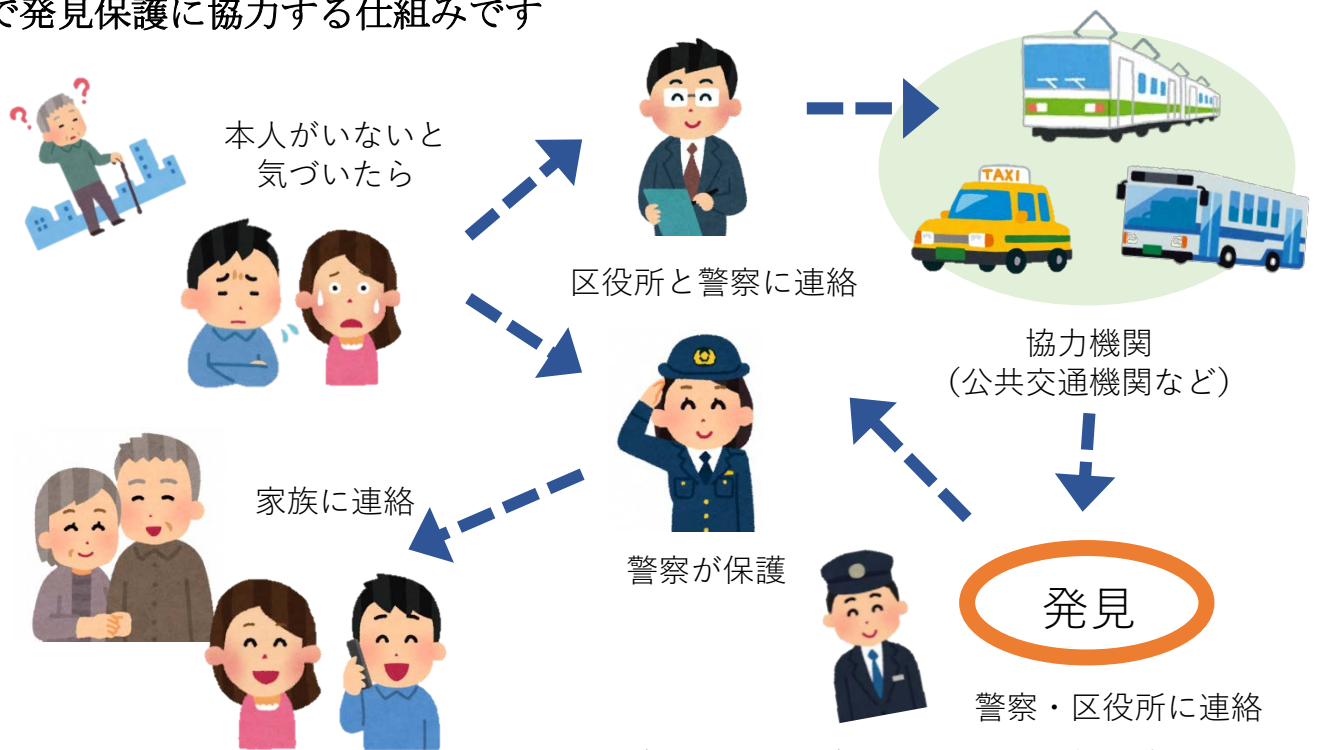 で発見保護に協力する仕組みです
? ?
本人がいないと
気づいたら
TAXI
区役所と警察に連絡
協力機関
（公共交通機関など）
家族に連絡
警察が保護
発見
警察・区役所に連絡